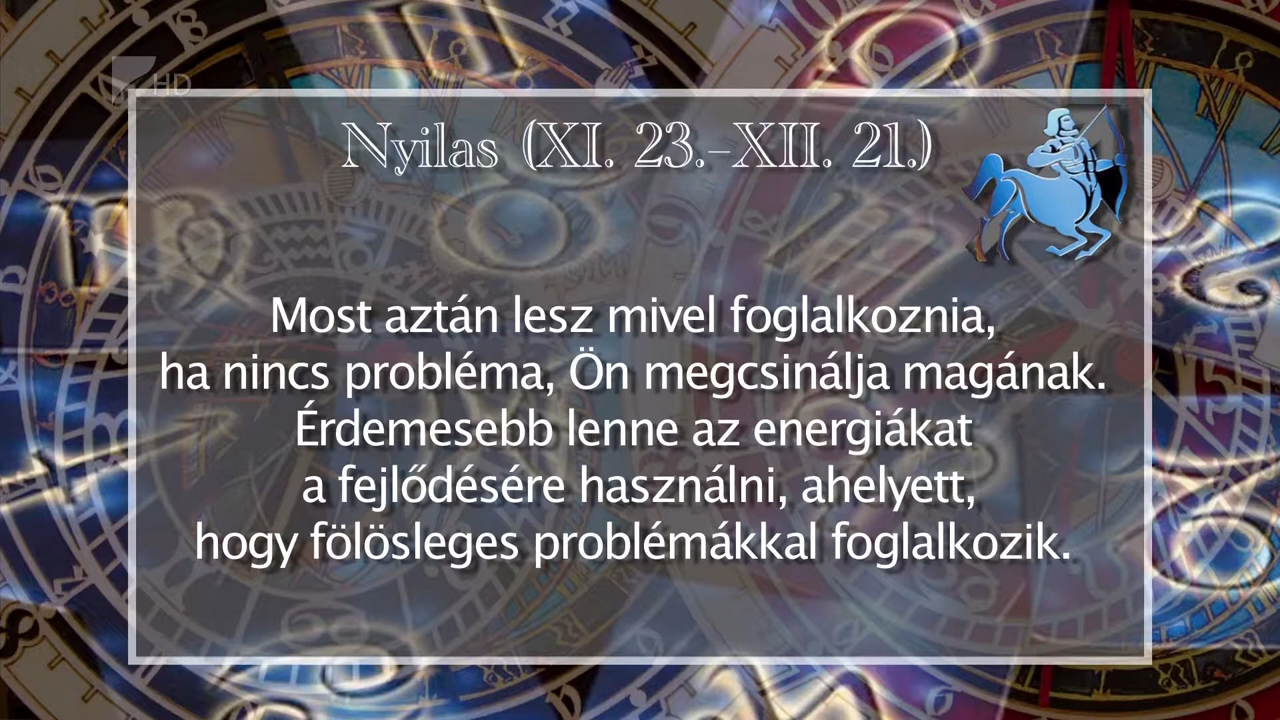 HD
Nyilas (XI. 23.-XII. 21.)
Most aztán lesz mivel foglalkoznia,
ha nincs probléma, Ön megcsinálja magának.
Érdemesebb lenne az energiákat
a fejlődésére használni, ahelyett,
hogy fölösleges problémákkal foglalkozik.